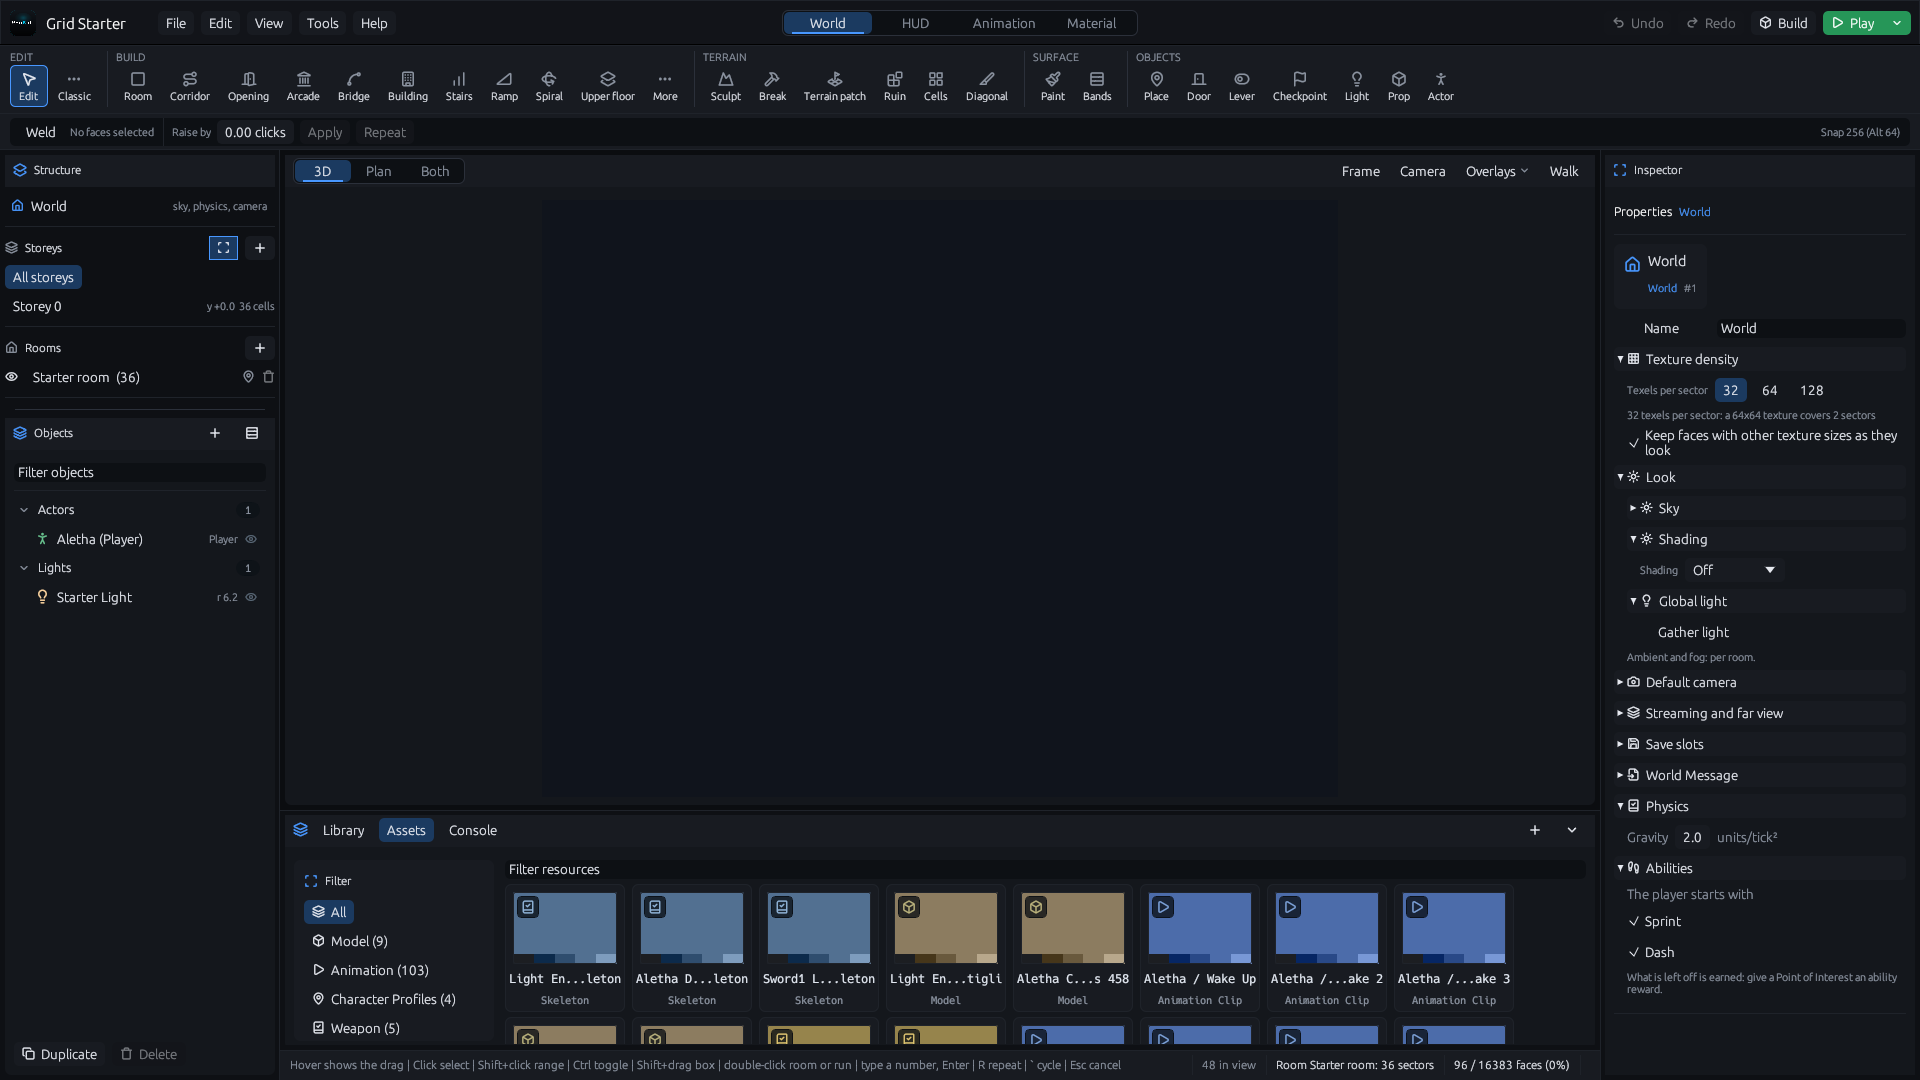 Grid Starter
File Edit View Tools Help
World HUD Animation Material
Undo Redo Build Play
EDIT
Edit Classic
BUILD
Room Corridor Opening Arcade Bridge Building Stairs Ramp Spiral Upper floor More
TERRAIN
Sculpt Break Terrain patch Ruin Cells Diagonal
SURFACE
Paint Bands
OBJECTS
Place Door Lever Checkpoint Light Prop Actor
Weld No faces selected Raise by 0.00 clicks Apply Repeat
Snap 256 (Alt 64)
Structure
World sky, physics, camera
Storeys
All storeys
Storey 0 y +0.0 36 cells
Rooms
Starter room (36)
Objects
Filter objects
Actors 1
Aletha (Player) Player
Lights 1
Starter Light r 6.2
Duplicate Delete
3D Plan Both
Frame Camera Overlays Walk
Library Assets Console
Filter
All
Model (9)
Animation (103)
Character Profiles (4)
Weapon (5)
Filter resources
Light En...leton Aletha D...leton Sword1 L...leton Light En...tigli Aletha C...s 458 Aletha / Wake Up Aletha /...ake 2 Aletha /...ake 3
Skeleton Skeleton Skeleton Model Model Animation Clip Animation Clip Animation Clip
Hover shows the drag | Click select | Shift+click range | Ctrl toggle | Shift+drag box | double-click room or run | type a number, Enter | R repeat | ` cycle | Esc cancel
48 in view Room Starter room: 36 sectors 96 / 16383 faces (0%)
Inspector
Properties World
World
World #1
Name World
Texture density
Texels per sector 32 64 128
32 texels per sector: a 64x64 texture covers 2 sectors
Keep faces with other texture sizes as they
look
Look
Sky
Shading
Shading Off
Global light
Gather light
Ambient and fog: per room.
Default camera
Streaming and far view
Save slots
World Message
Physics
Gravity 2.0 units/tick²
Abilities
The player starts with
Sprint
Dash
What is left off is earned: give a Point of Interest an ability
reward.